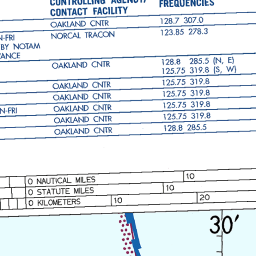 CONTROLLING AGENCY/ FREQUENCIES
CONTACT FACILITY
OAKLAND CNTR 128.7 307.0
N-FRI NORCAL TRACON 123.85 278.3
BY NOTAM
VANCE
OAKLAND CNTR 128.8 285.5 (N, E)
125.75 319.8 (S, W)
OAKLAND CNTR 125.75 319.8
OAKLAND CNTR 125.75 319.8
N-FRI OAKLAND CNTR 125.75 319.8
OAKLAND CNTR 125.75 319.8
OAKLAND CNTR 128.8 285.5
0 NAUTICAL MILES 10
0 STATUTE MILES 10
0 KILOMETERS 10 20
30'